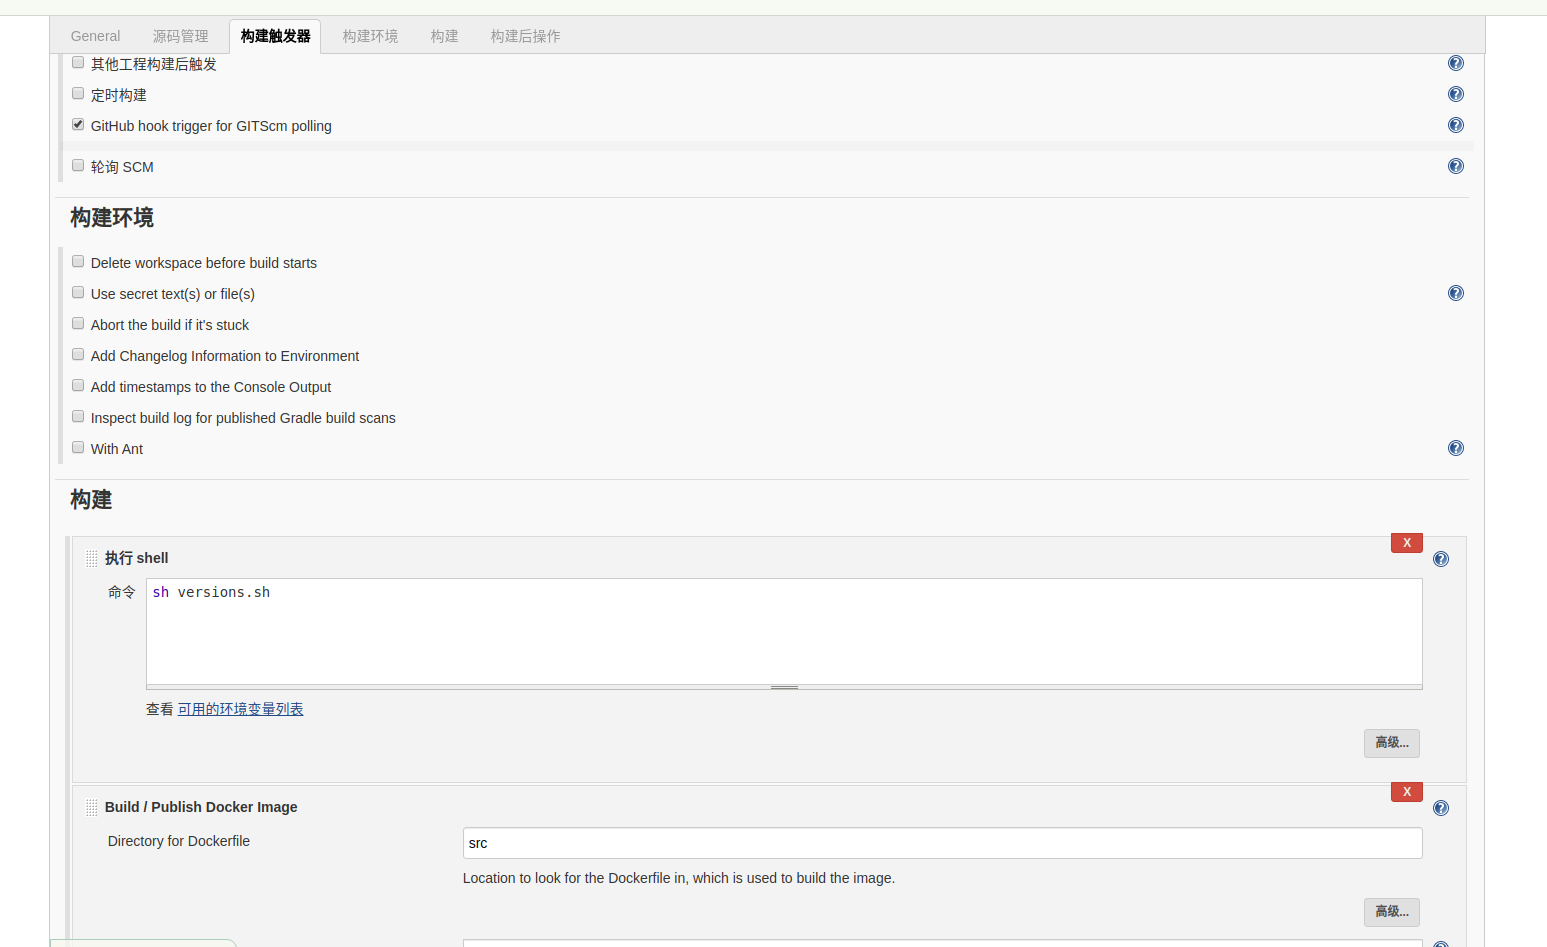 General 源码管理 构建触发器 构建环境 构建 构建后操作
其他工程构建后触发
定时构建
GitHub hook trigger for GITScm polling
轮询 SCM
构建环境
Delete workspace before build starts
Use secret text(s) or file(s)
Abort the build if it's stuck
Add Changelog Information to Environment
Add timestamps to the Console Output
Inspect build log for published Gradle build scans
With Ant
构建
X
执行 shell
命令 sh versions.sh
查看 可用的环境变量列表
高级...
X
Build / Publish Docker Image
Directory for Dockerfile src
Location to look for the Dockerfile in, which is used to build the image.
高级...